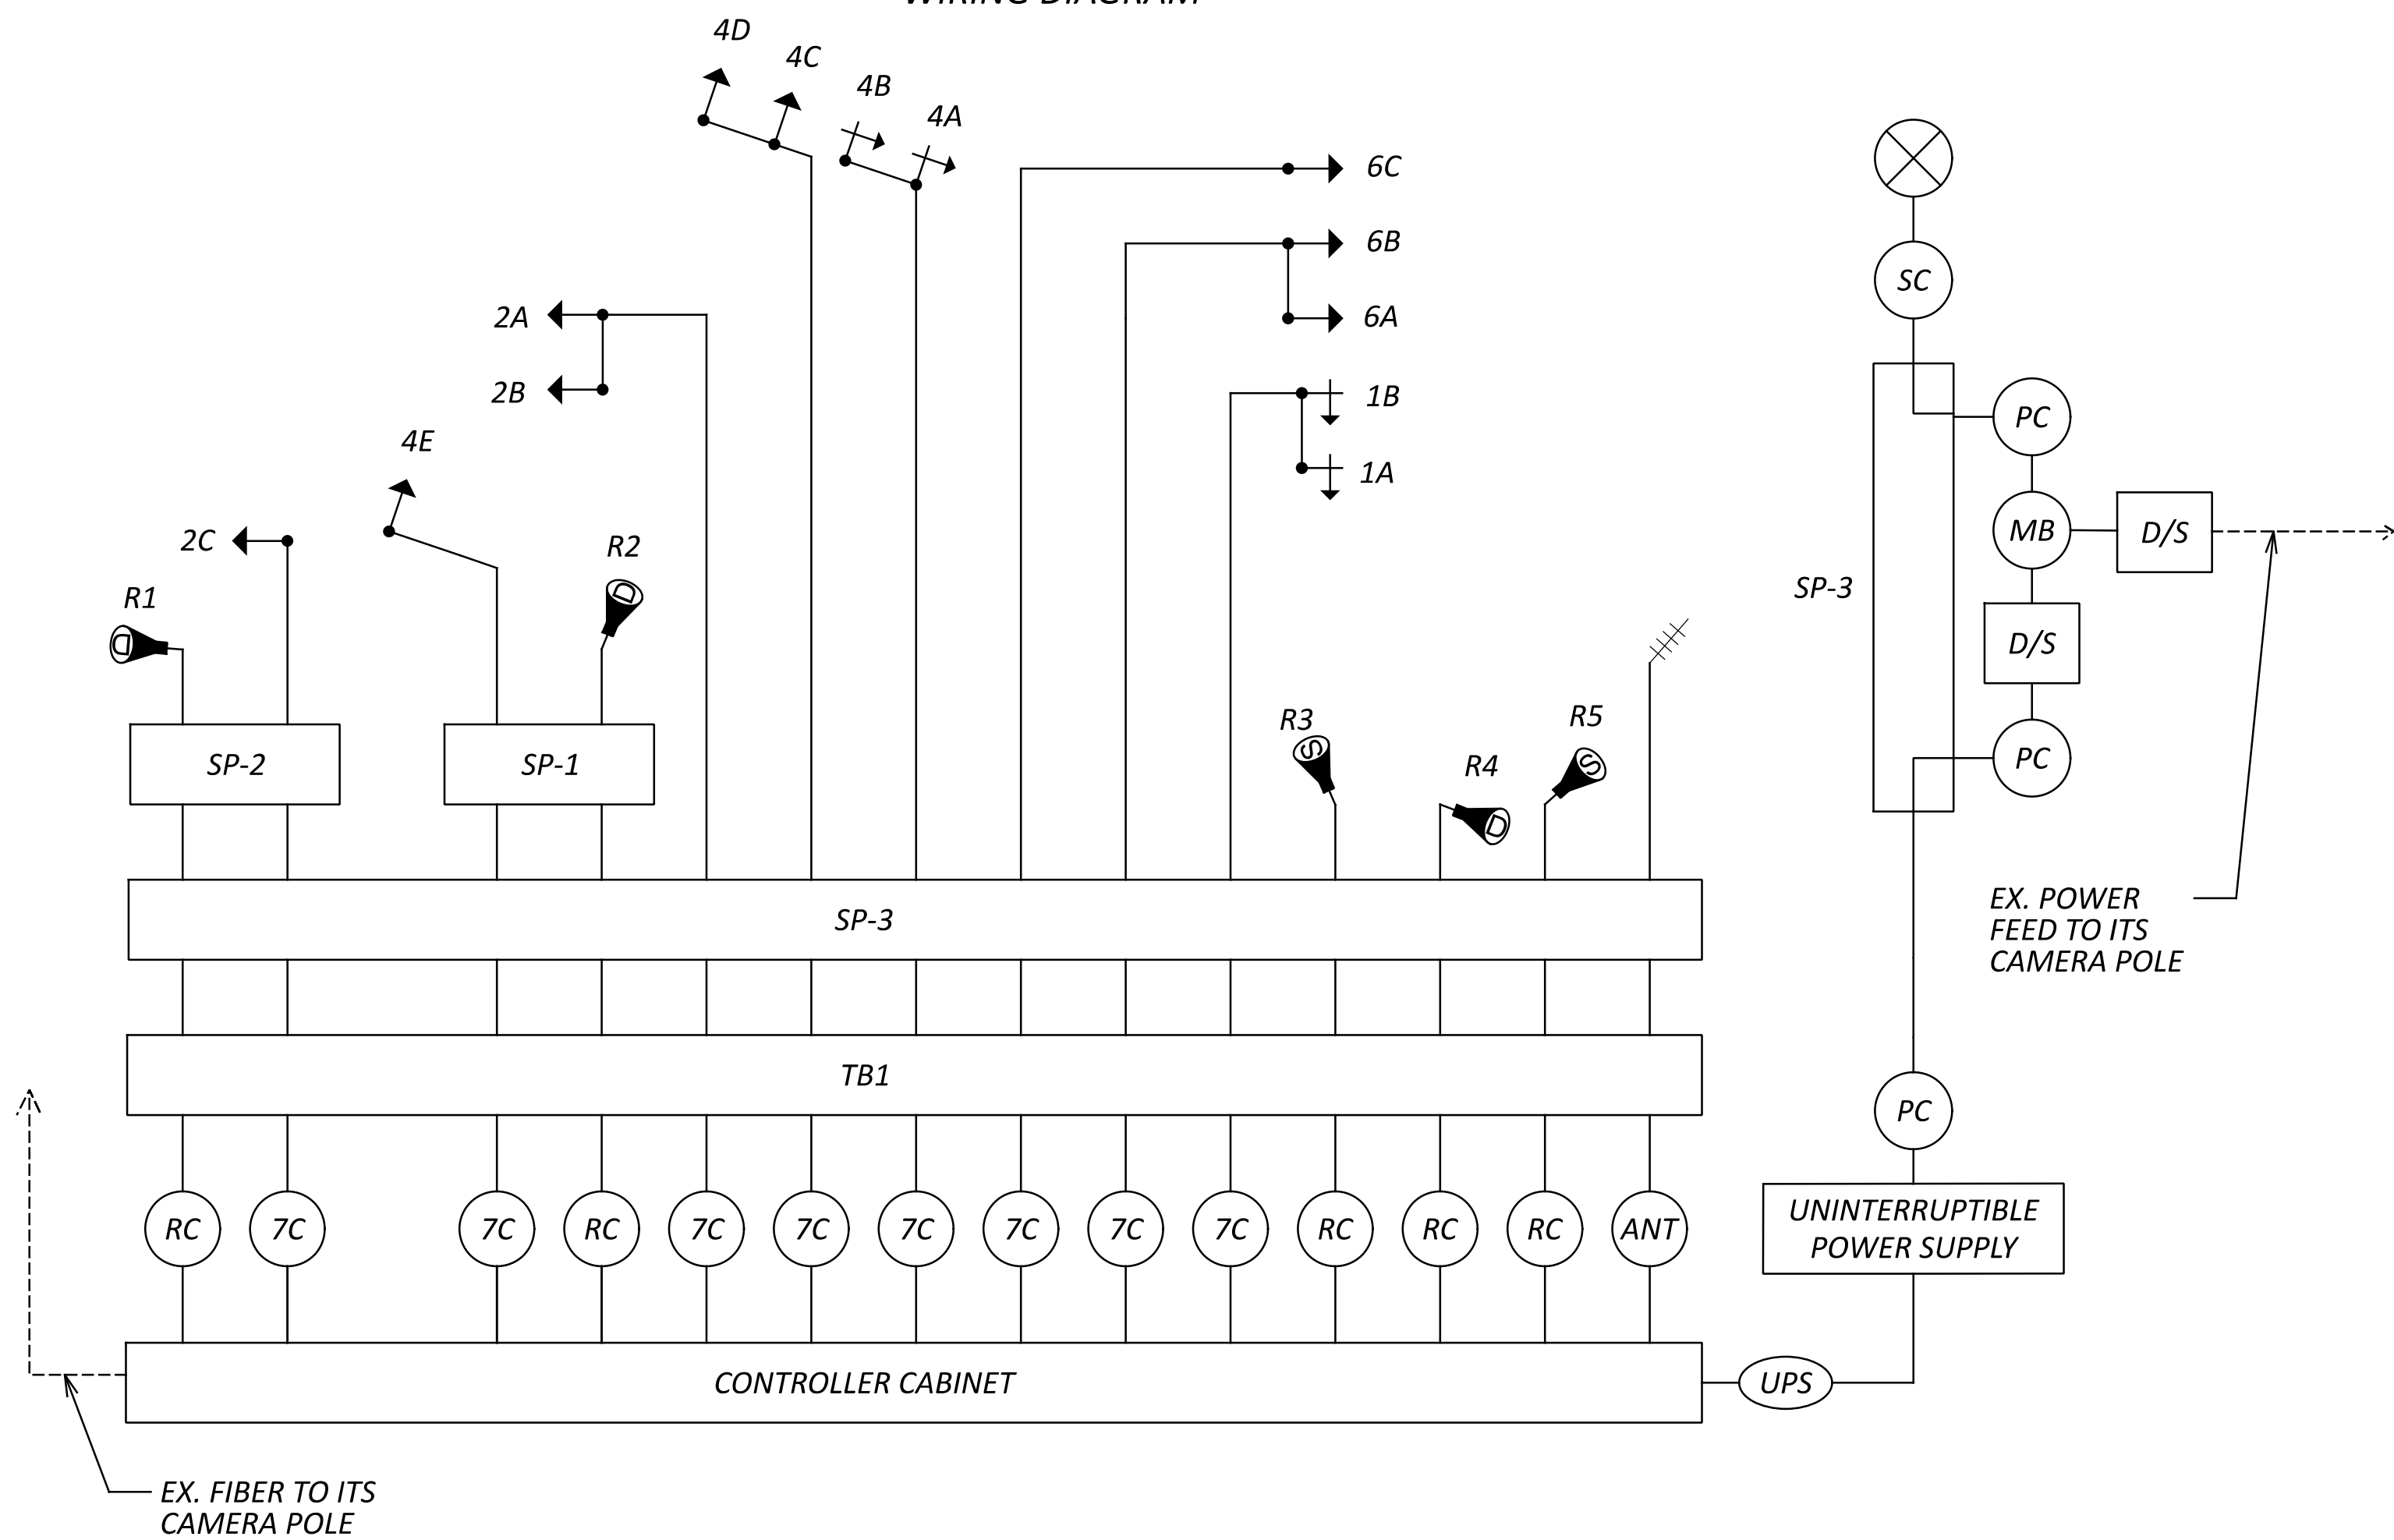 WIRING DIAGRAM
4D
4C
4B
4A
6C
6B
6A
2A
2B
1B
1A
4E
2C
R2
R1
R3
R4
R5
SP-2
SP-1
SP-3
TB1
RC
7C
7C
RC
7C
7C
7C
7C
7C
7C
RC
RC
RC
ANT
CONTROLLER CABINET
UPS
EX. FIBER TO ITS
CAMERA POLE
SC
PC
MB
D/S
SP-3
D/S
PC
EX. POWER
FEED TO ITS
CAMERA POLE
PC
UNINTERRUPTIBLE
POWER SUPPLY
D
D
S
D
S